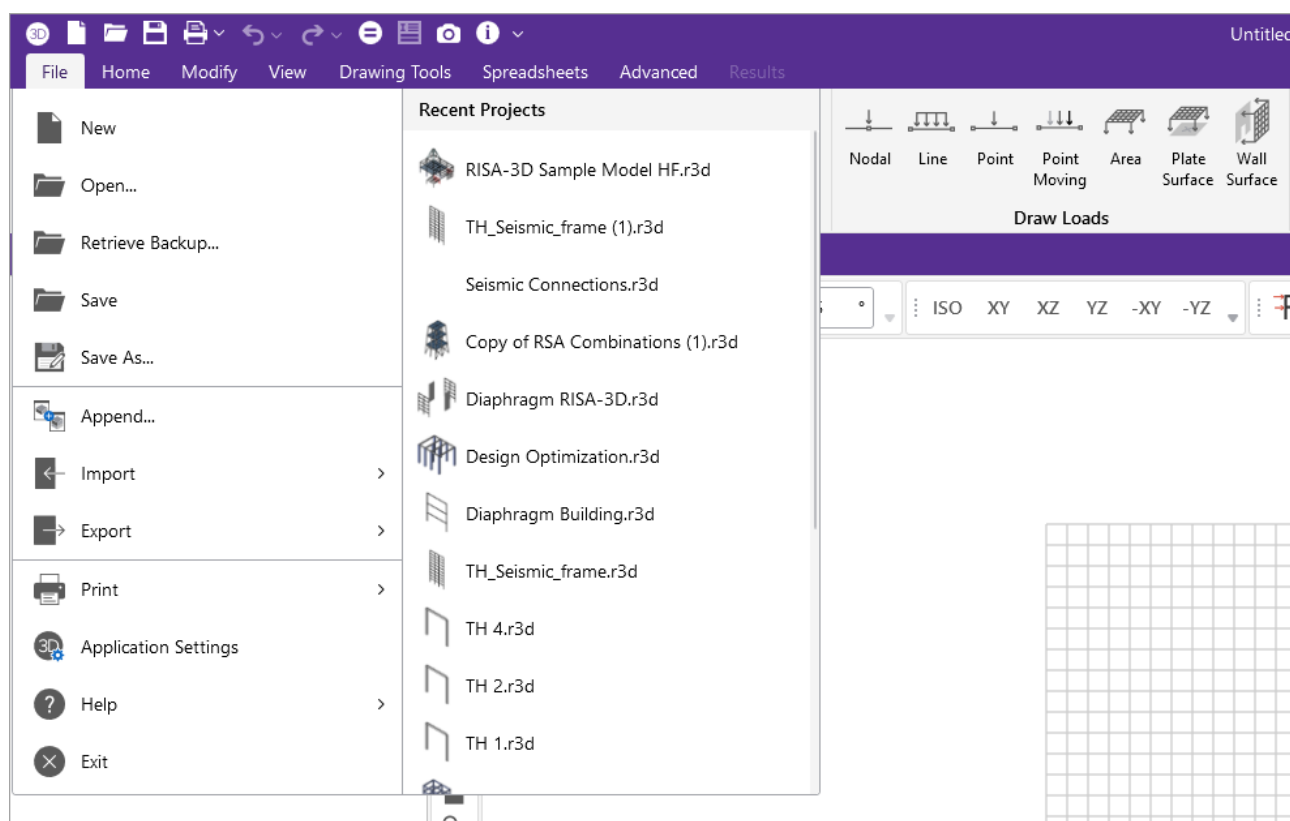 3D
Untitled
File Home Modify View Drawing Tools Spreadsheets Advanced Results
New
Open...
Retrieve Backup...
Save
Save As...
Append...
Import
Export
Print
3D Application Settings
Help
Exit
Recent Projects
RISA-3D Sample Model HF.r3d
TH_Seismic_frame (1).r3d
Seismic Connections.r3d
Copy of RSA Combinations (1).r3d
Diaphragm RISA-3D.r3d
Design Optimization.r3d
Diaphragm Building.r3d
TH_Seismic_frame.r3d
TH 4.r3d
TH 2.r3d
TH 1.r3d
Nodal Line Point Point Area Plate Wall
Moving Surface Surface
Draw Loads
° ISO XY XZ YZ -XY -YZ